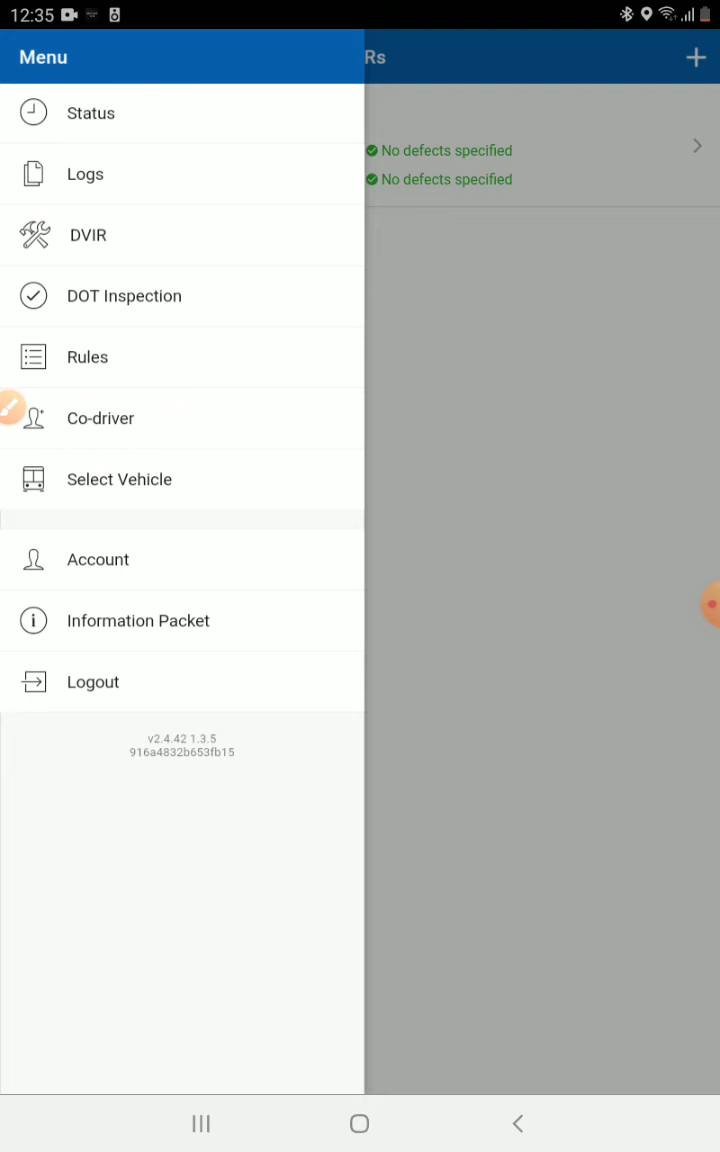 12:35
Menu
Rs
+
Status
Logs
No defects specified
No defects specified
DVIR
DOT Inspection
Rules
Co-driver
Select Vehicle
Account
Information Packet
Logout
v2.4.42 1.3.5
916a4832b653fb15